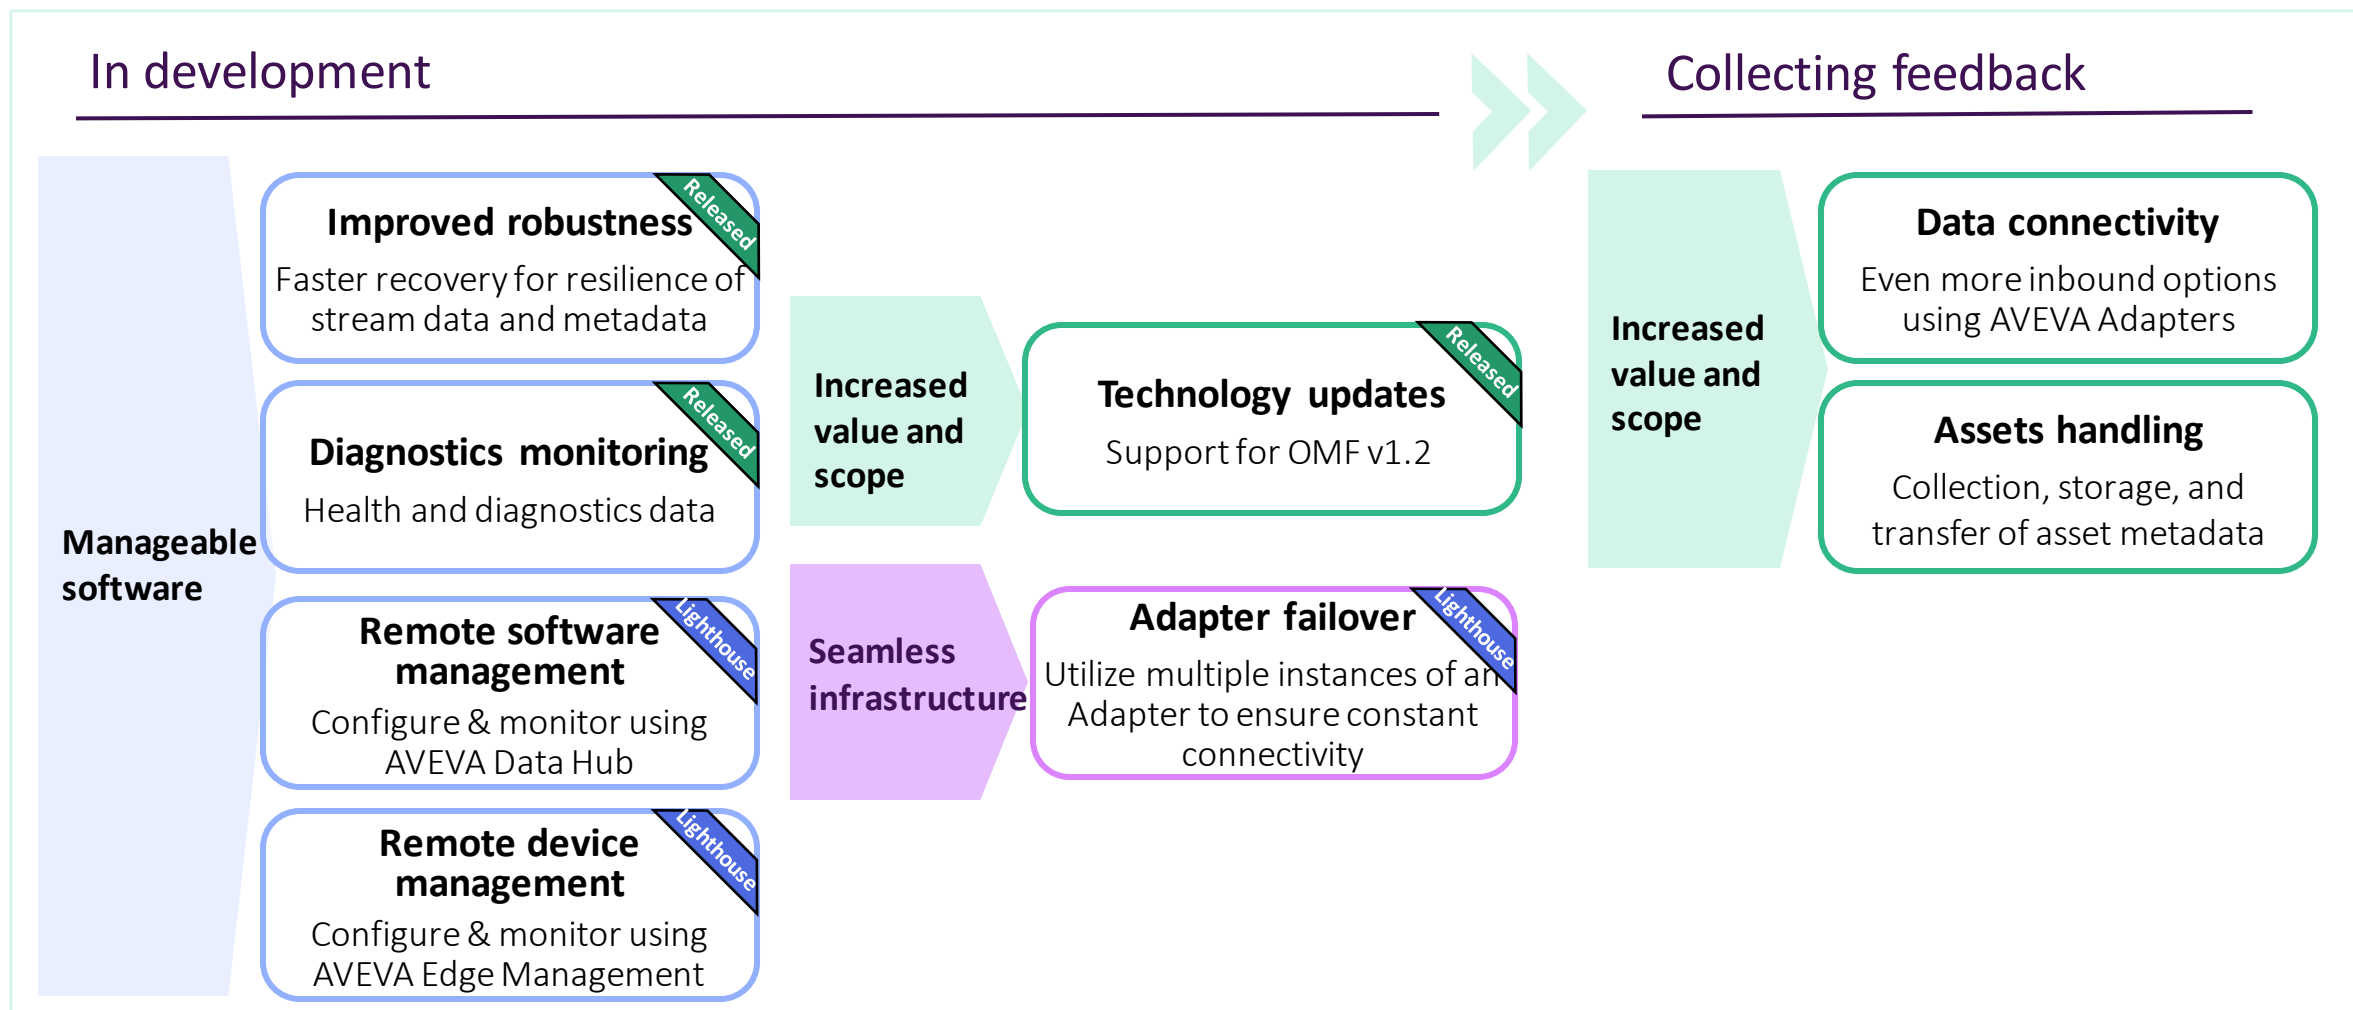 In development
Collecting feedback
Manageable
software
Improved robustness
Released
Faster recovery for resilience of
stream data and metadata
Diagnostics monitoring
Released
Health and diagnostics data
Remote software
management
Lighthouse
Configure & monitor using
AVEVA Data Hub
Remote device
management
Lighthouse
Configure & monitor using
AVEVA Edge Management
Increased
value and
scope
Technology updates
Released
Support for OMF v1.2
Seamless
infrastructure
Adapter failover
Lighthouse
Utilize multiple instances of an
Adapter to ensure constant
connectivity
Increased
value and
scope
Data connectivity
Even more inbound options
using AVEVA Adapters
Assets handling
Collection, storage, and
transfer of asset metadata